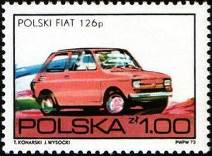 POLSKI FIAT 126p
POLSKA zł 1.00
T. KONARSKI J. WYSOCKI PWPW 73